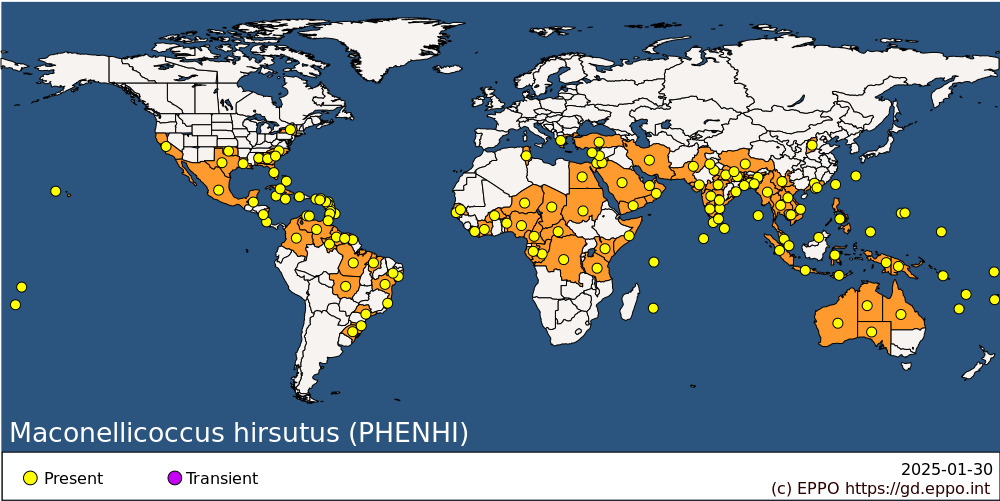 Maconellicoccus hirsutus (PHENHI)
Present
Transient
2025-01-30
(c) EPPO https://gd.eppo.int